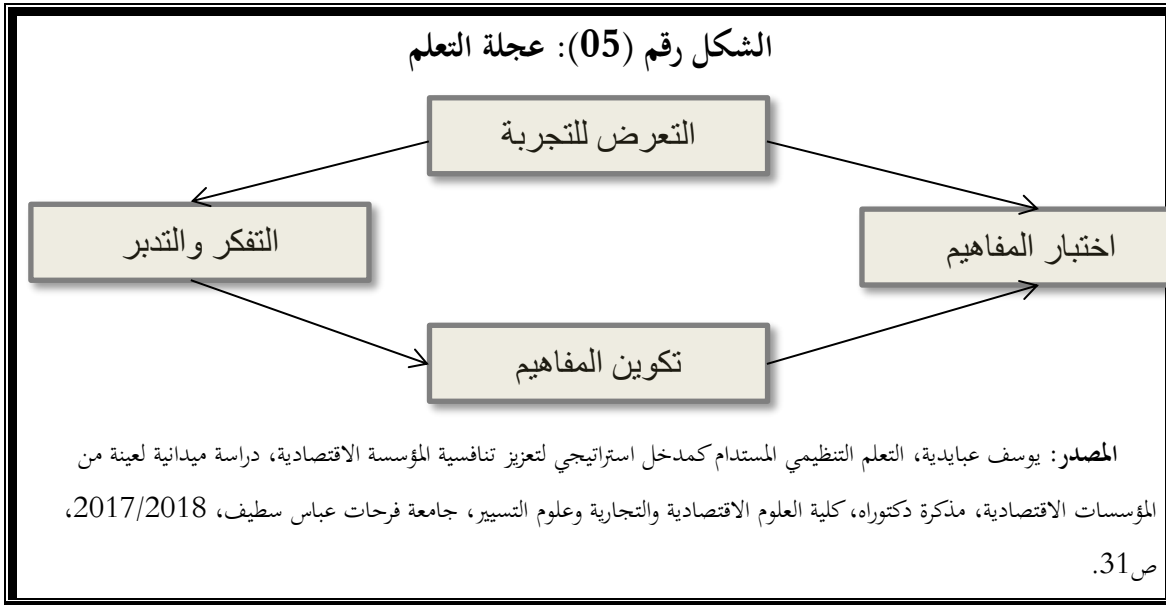 الشكل رقم (05): عجلة التعلم
التعرض للتجربة
اختبار المفاهيم
التفكر والتدبر
تكوين المفاهيم
المصدر: يوسف عبايدية، التعلم التنظيمي المستدام كمدخل استراتيجي لتعزيز تنافسية المؤسسة الاقتصادية، دراسة ميدانية لعينة من
المؤسسات الاقتصادية، مذكرة دكتوراه، كلية العلوم الاقتصادية والتجارية وعلوم التسيير، جامعة فرحات عباس سطيف، 2017/2018،
ص31.